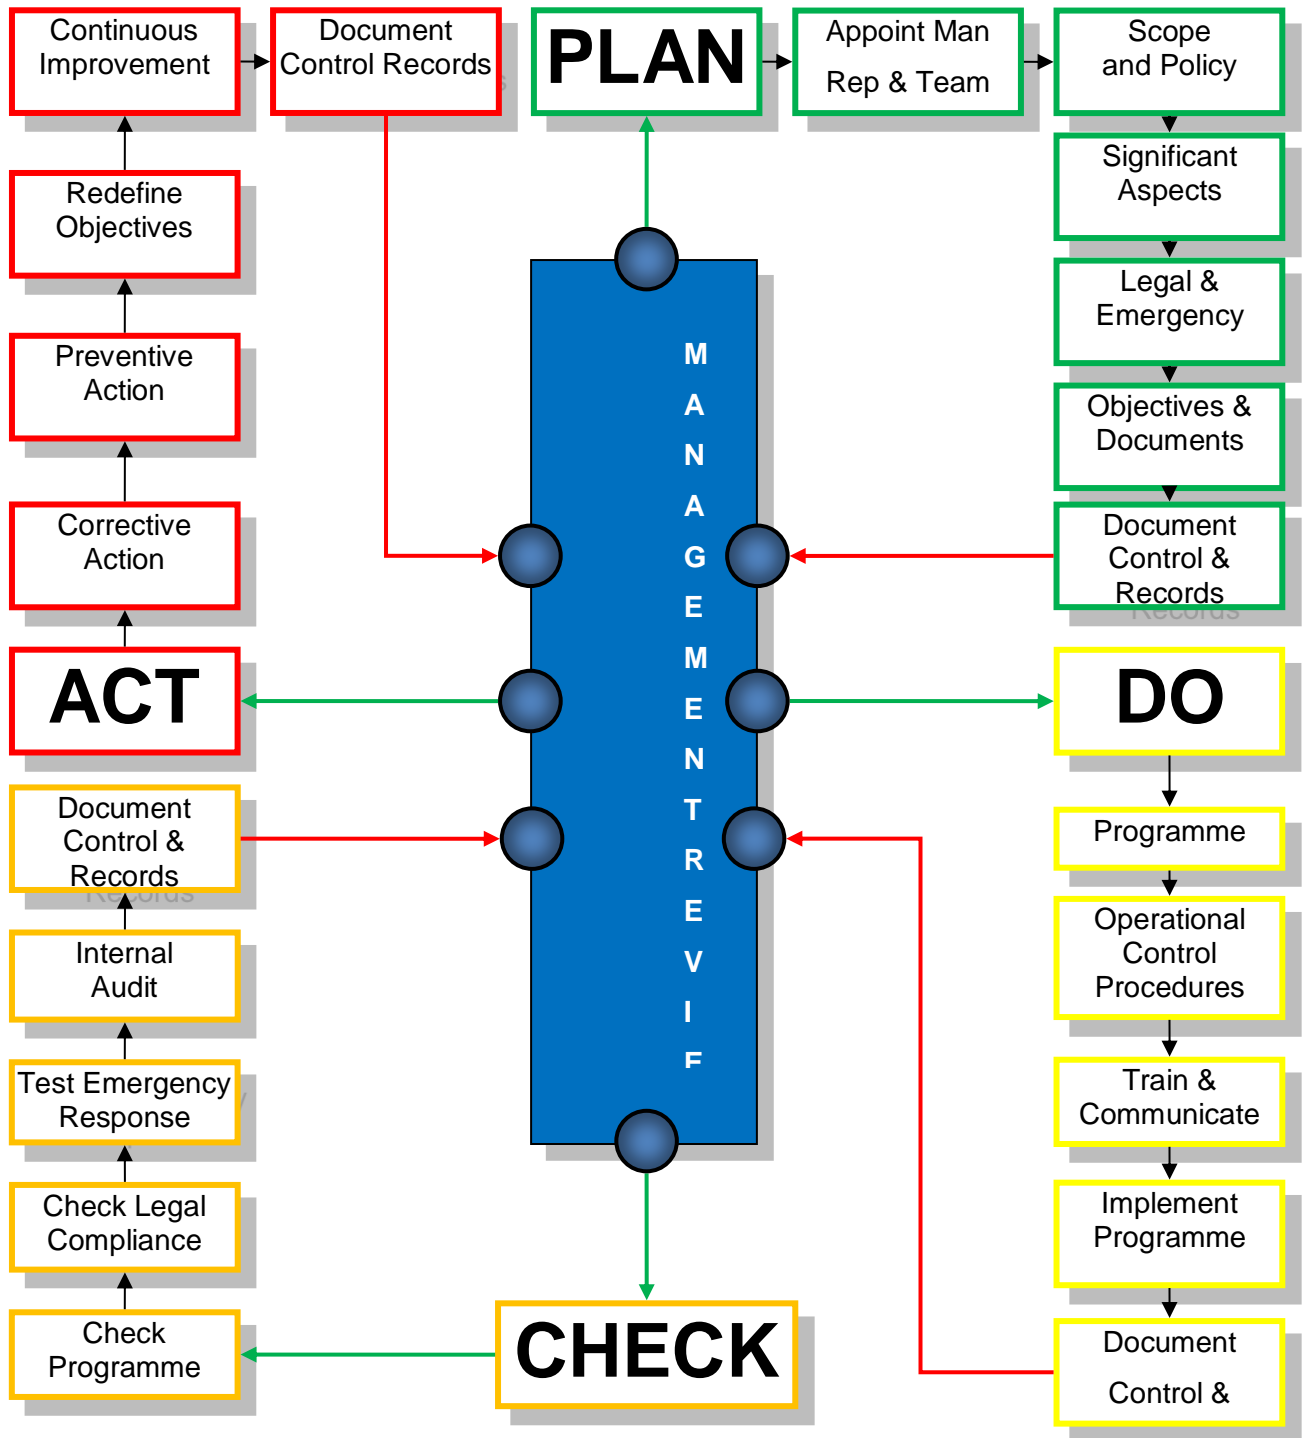 Continuous
Improvement
Document
Control Records
PLAN
Appoint Man
Rep & Team
Scope
and Policy
Significant
Aspects
Legal &
Emergency
Objectives &
Documents
Document
Control &
Records
Redefine
Objectives
Preventive
Action
Corrective
Action
ACT
M
A
N
A
G
E
M
E
N
T
R
E
V
I
E
DO
Programme
Operational
Control
Procedures
Train &
Communicate
Implement
Programme
Document
Control &
Document
Control &
Records
Internal
Audit
Test Emergency
Response
Check Legal
Compliance
Check
Programme
CHECK